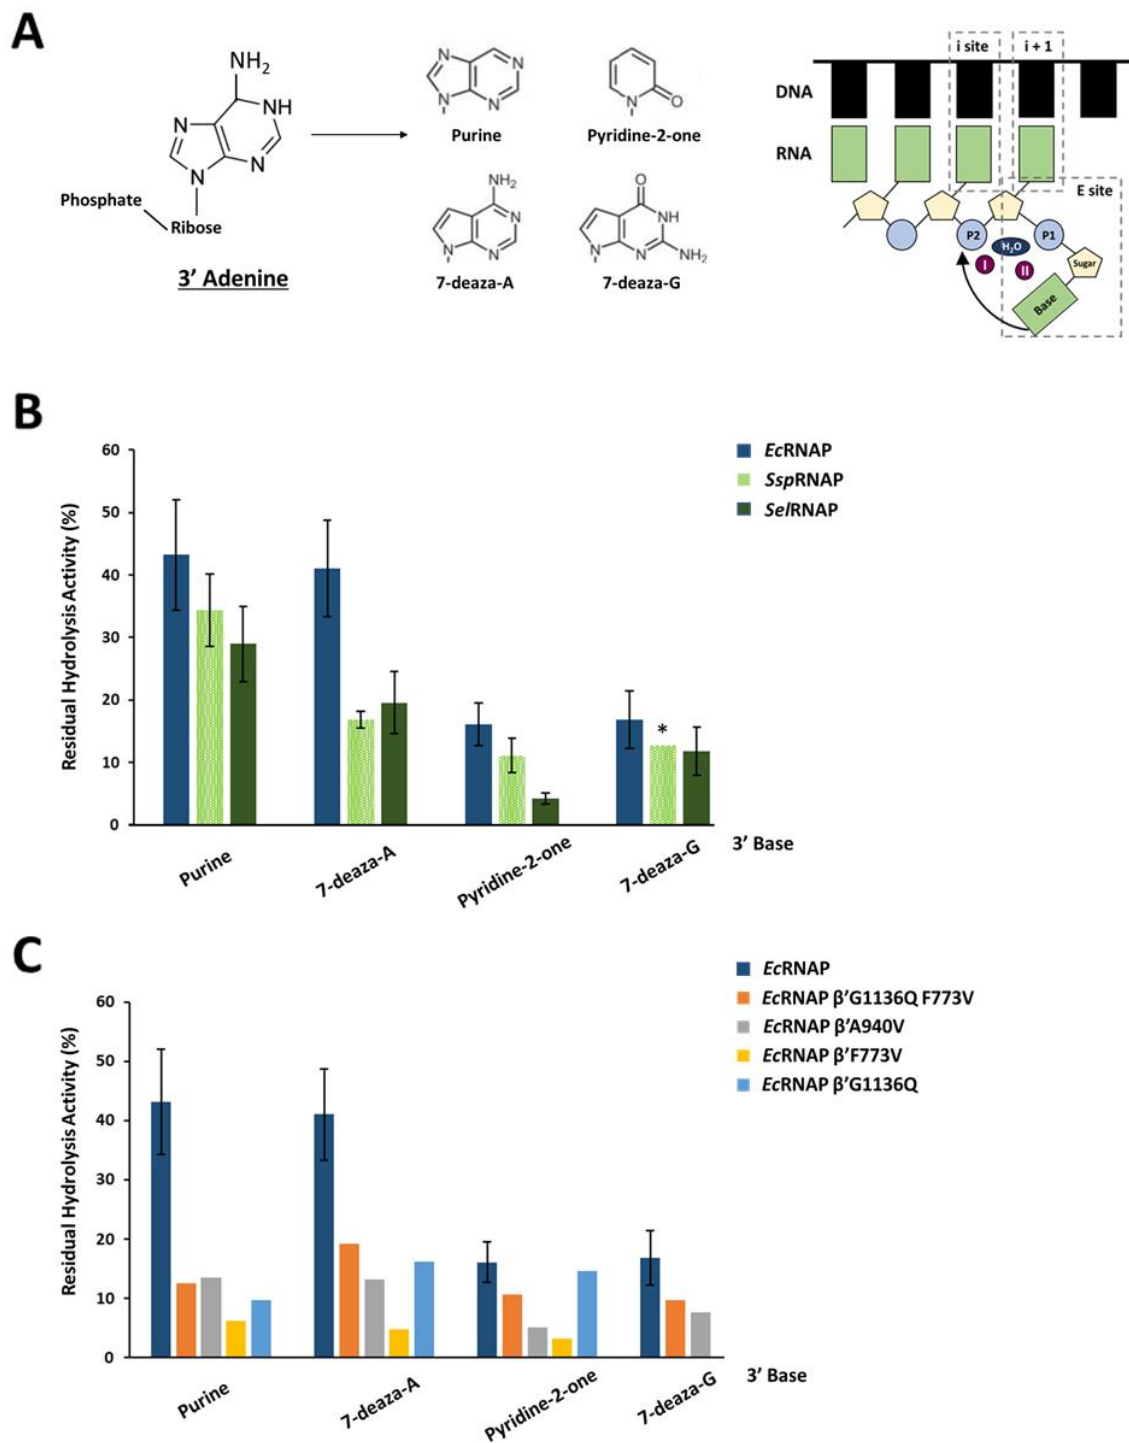 A
NH₂
NH
N
N
N
Phosphate
Ribose
3’ Adenine
N
N
N
N
Purine
N
O
Pyridine-2-one
NH₂
N
N
N
7-deaza-A
O
NH
N
N
NH₂
7-deaza-G
i site
i + 1
DNA
RNA
E site
P2
H₂O
P1
I
II
Sugar
Base
B
Residual Hydrolysis Activity (%)
60
50
40
30
20
10
0
*
Purine
7-deaza-A
Pyridine-2-one
7-deaza-G
3’ Base
EcRNAP
SspRNAP
SelRNAP
C
Residual Hydrolysis Activity (%)
60
50
40
30
20
10
0
Purine
7-deaza-A
Pyridine-2-one
7-deaza-G
3’ Base
EcRNAP
EcRNAP β’G1136Q F773V
EcRNAP β’A940V
EcRNAP β’F773V
EcRNAP β’G1136Q